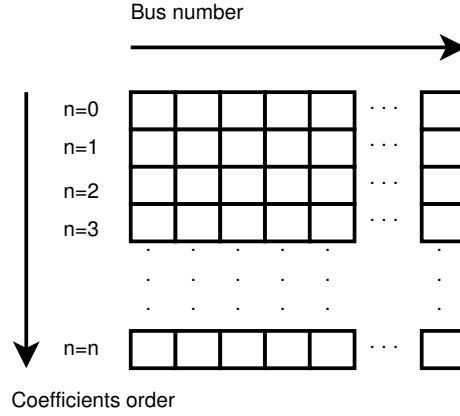 Bus number
n=0 . . .
n=1 . . .
n=2 . . .
n=3 . . .
n=n . . .
Coefficients order